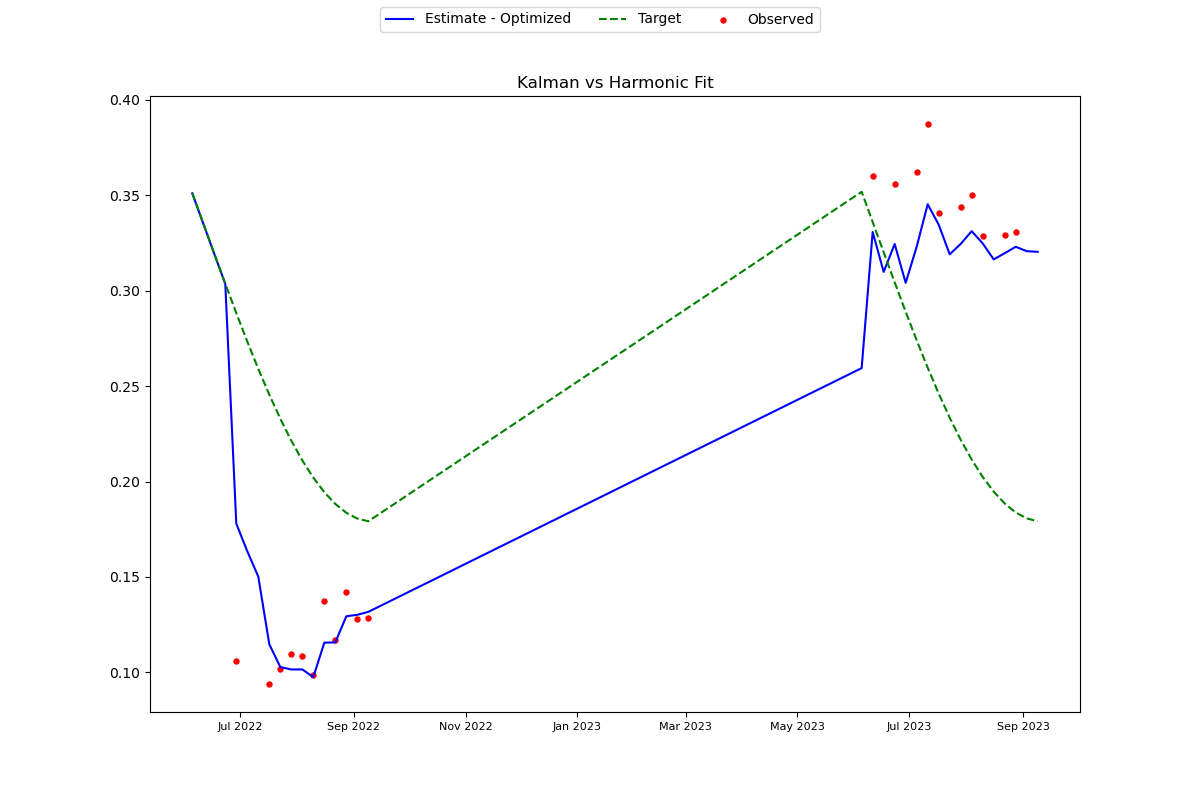 Estimate - Optimized Target Observed
Kalman vs Harmonic Fit
0.40
0.35
0.30
0.25
0.20
0.15
0.10
Jul 2022 Sep 2022 Nov 2022 Jan 2023 Mar 2023 May 2023 Jul 2023 Sep 2023